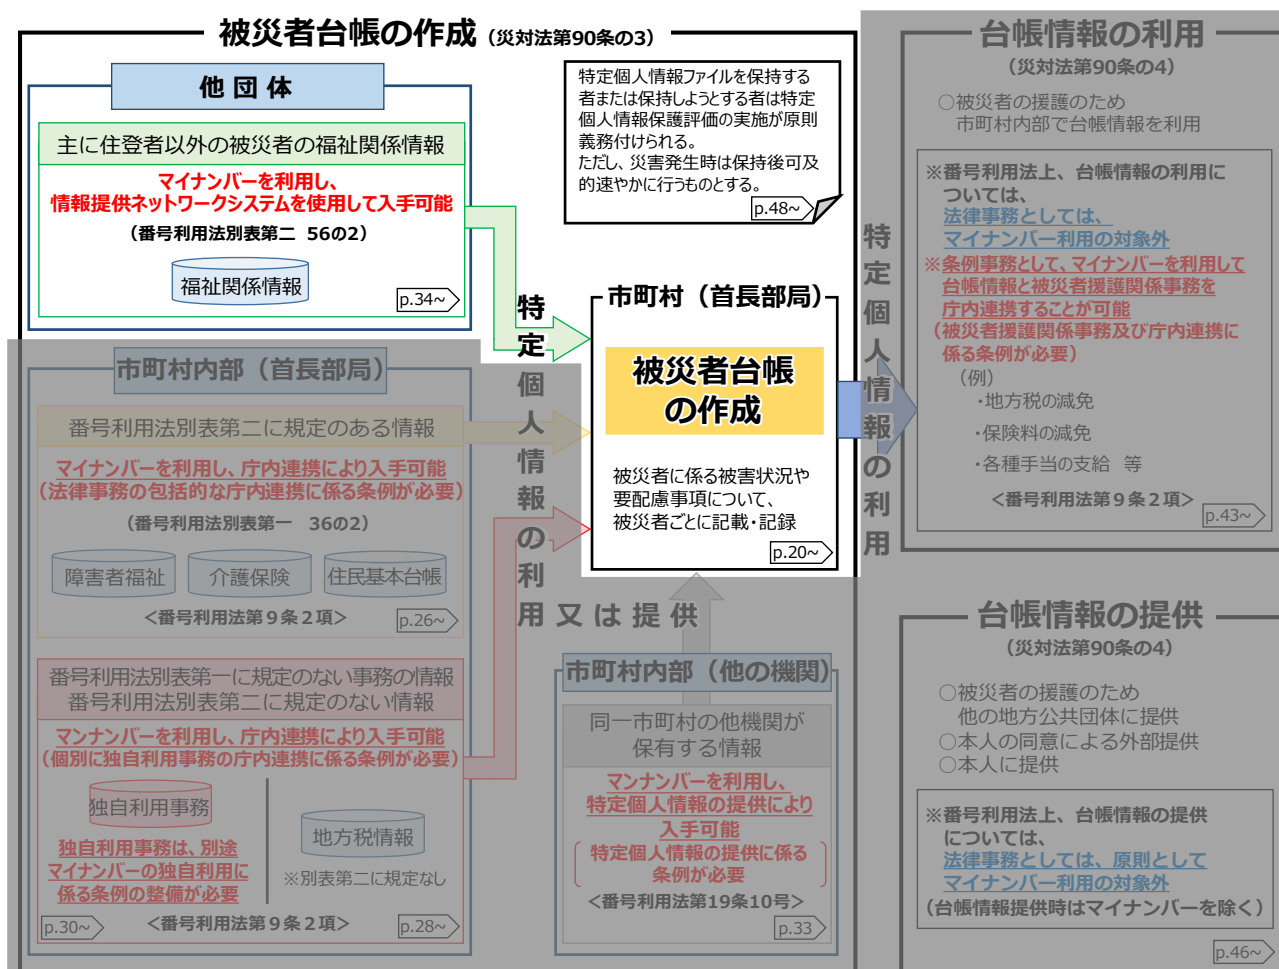 被災者台帳の作成（災対法第90条の3）
他団体
主に住登者以外の被災者の福祉関係情報
マイナンバーを利用し、
情報提供ネットワークシステムを使用して入手可能
（番号利用法別表第二 56の2）
福祉関係情報
p.34~
特定個人情報ファイルを保持する
者または保持しようとする者は特定
個人情報保護評価の実施が原則
義務付けられる。
ただし、災害発生時は保持後可及
的速やかに行うものとする。
p.48~
市町村内部（首長部局）
番号利用法別表第二に規定のある情報
マイナンバーを利用し、庁内連携により入手可能
（法律事務の包括的な庁内連携に係る条例が必要）
（番号利用法別表第一 36の2）
障害者福祉
介護保険
住民基本台帳
<番号利用法第９条２項>
p.26~
番号利用法別表第一に規定のない事務の情報
番号利用法別表第二に規定のない情報
マンナンバーを利用し、庁内連携により入手可能
（個別に独自利用事務の庁内連携に係る条例が必要）
独自利用事務
独自利用事務は、別途
マイナンバーの独自利用に
係る条例の整備が必要
地方税情報
※別表第二に規定なし
p.30~
<番号利用法第９条２項>
p.28~
特定個人情報の利用又は提供
市町村（首長部局）
被災者台帳
の作成
被災者に係る被害状況や
要配慮事項について、
被災者ごとに記載・記録
p.20~
市町村内部（他の機関）
同一市町村の他機関が
保有する情報
マンナンバーを利用し、
特定個人情報の提供により
入手可能
特定個人情報の提供に係る
条例が必要
<番号利用法第19条10号>
p.33
特定個人情報の利用
台帳情報の利用
（災対法第90条の4）
○被災者の援護のため
市町村内部で台帳情報を利用
※番号利用法上、台帳情報の利用に
ついては、
法律事務としては、
マイナンバー利用の対象外
※条例事務として、マイナンバーを利用して
台帳情報と被災者援護関係事務を
庁内連携することが可能
（被災者援護関係事務及び庁内連携に
係る条例が必要）
（例）
・地方税の減免
・保険料の減免
・各種手当の支給 等
<番号利用法第９条２項>
p.43~
台帳情報の提供
（災対法第90条の4）
○被災者の援護のため
他の地方公共団体に提供
○本人の同意による外部提供
○本人に提供
※番号利用法上、台帳情報の提供
については、
法律事務としては、原則として
マイナンバー利用の対象外
（台帳情報提供時はマイナンバーを除く）
p.46~